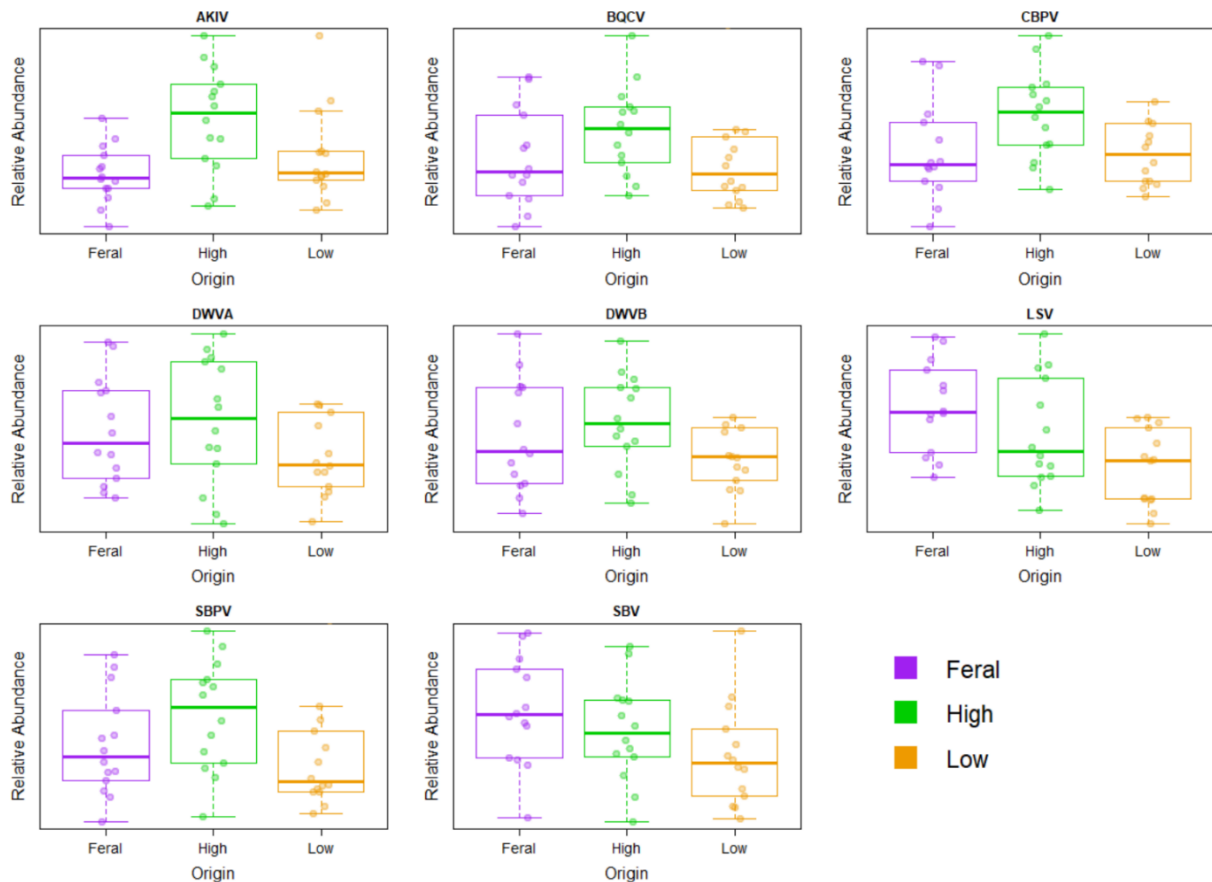 AKIV
BQCV
CBPV
Relative Abundance
Relative Abundance
Relative Abundance
Feral High Low
Feral High Low
Feral High Low
Origin
Origin
Origin
DWVA
DWVB
LSV
Relative Abundance
Relative Abundance
Relative Abundance
Feral High Low
Feral High Low
Feral High Low
Origin
Origin
Origin
SBPV
SBV
Relative Abundance
Relative Abundance
Feral High Low
Feral High Low
Origin
Origin
Feral
High
Low